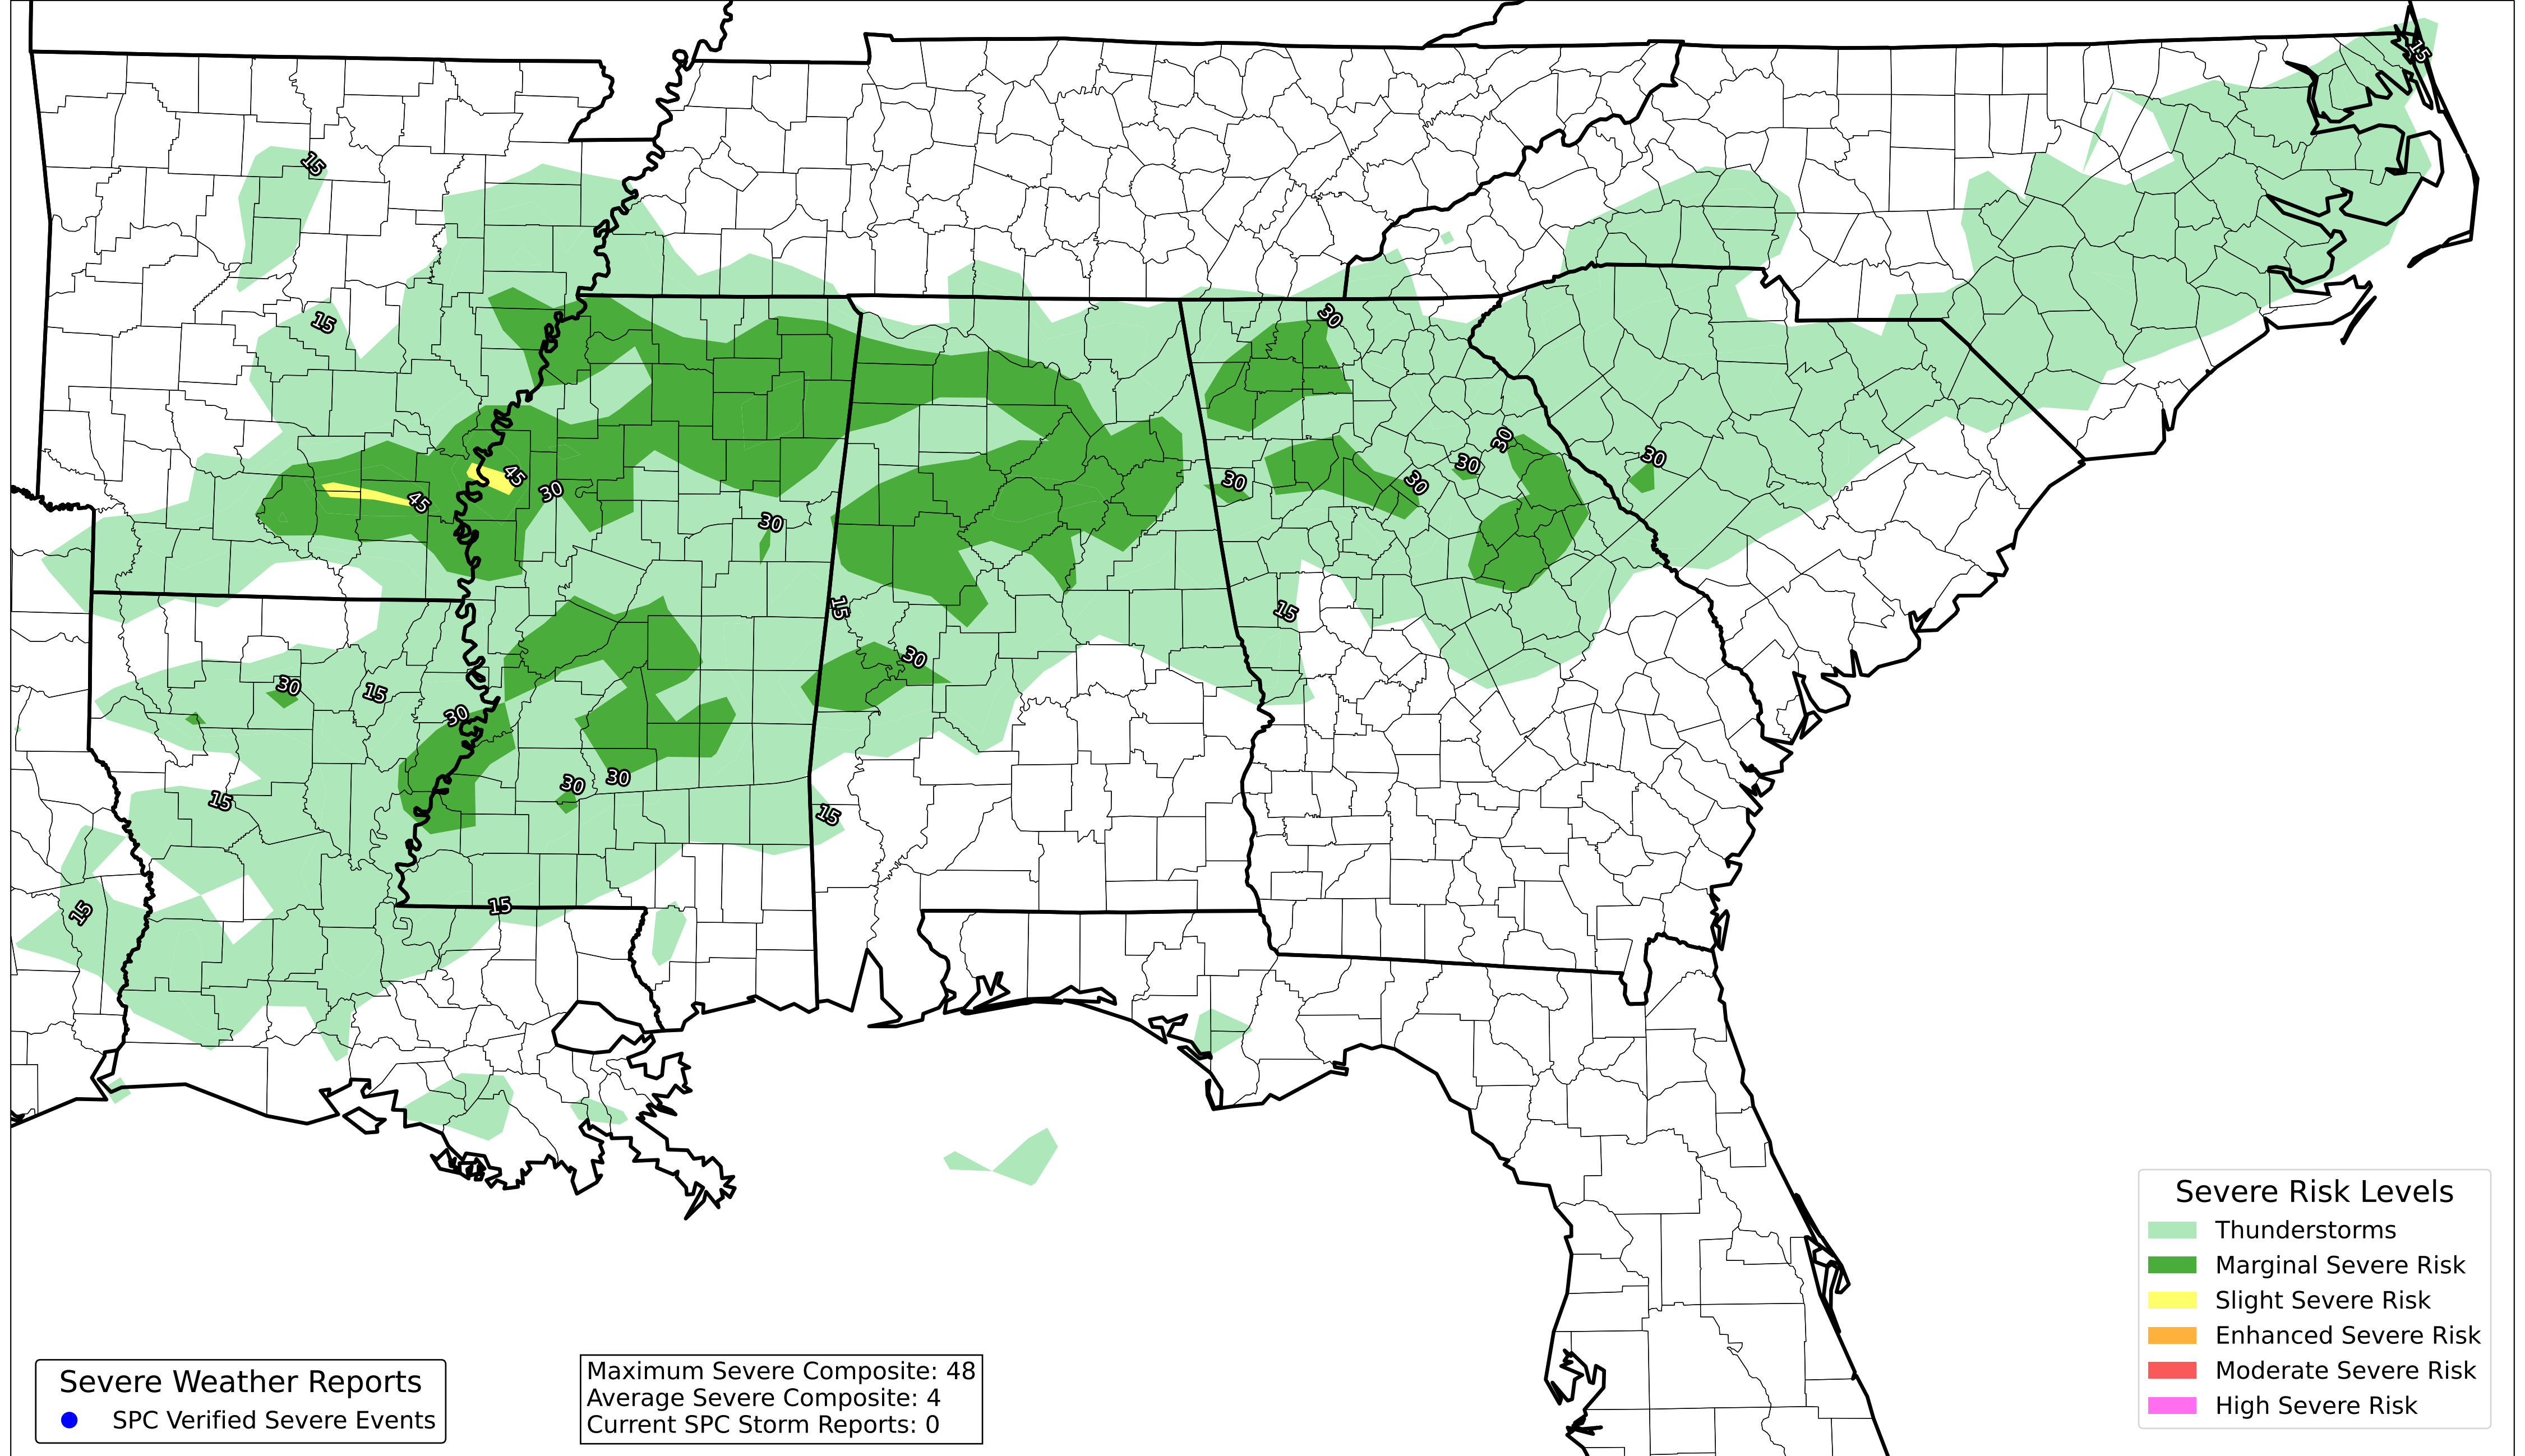 15
15
15
30
45
45
30
30
30
30
30
30
30
30
15
15
30
30
15
30
15
30
30
15
15
15
Severe Risk Levels
Thunderstorms
Marginal Severe Risk
Slight Severe Risk
Enhanced Severe Risk
Moderate Severe Risk
High Severe Risk
Severe Weather Reports
SPC Verified Severe Events
Maximum Severe Composite: 48
Average Severe Composite: 4
Current SPC Storm Reports: 0